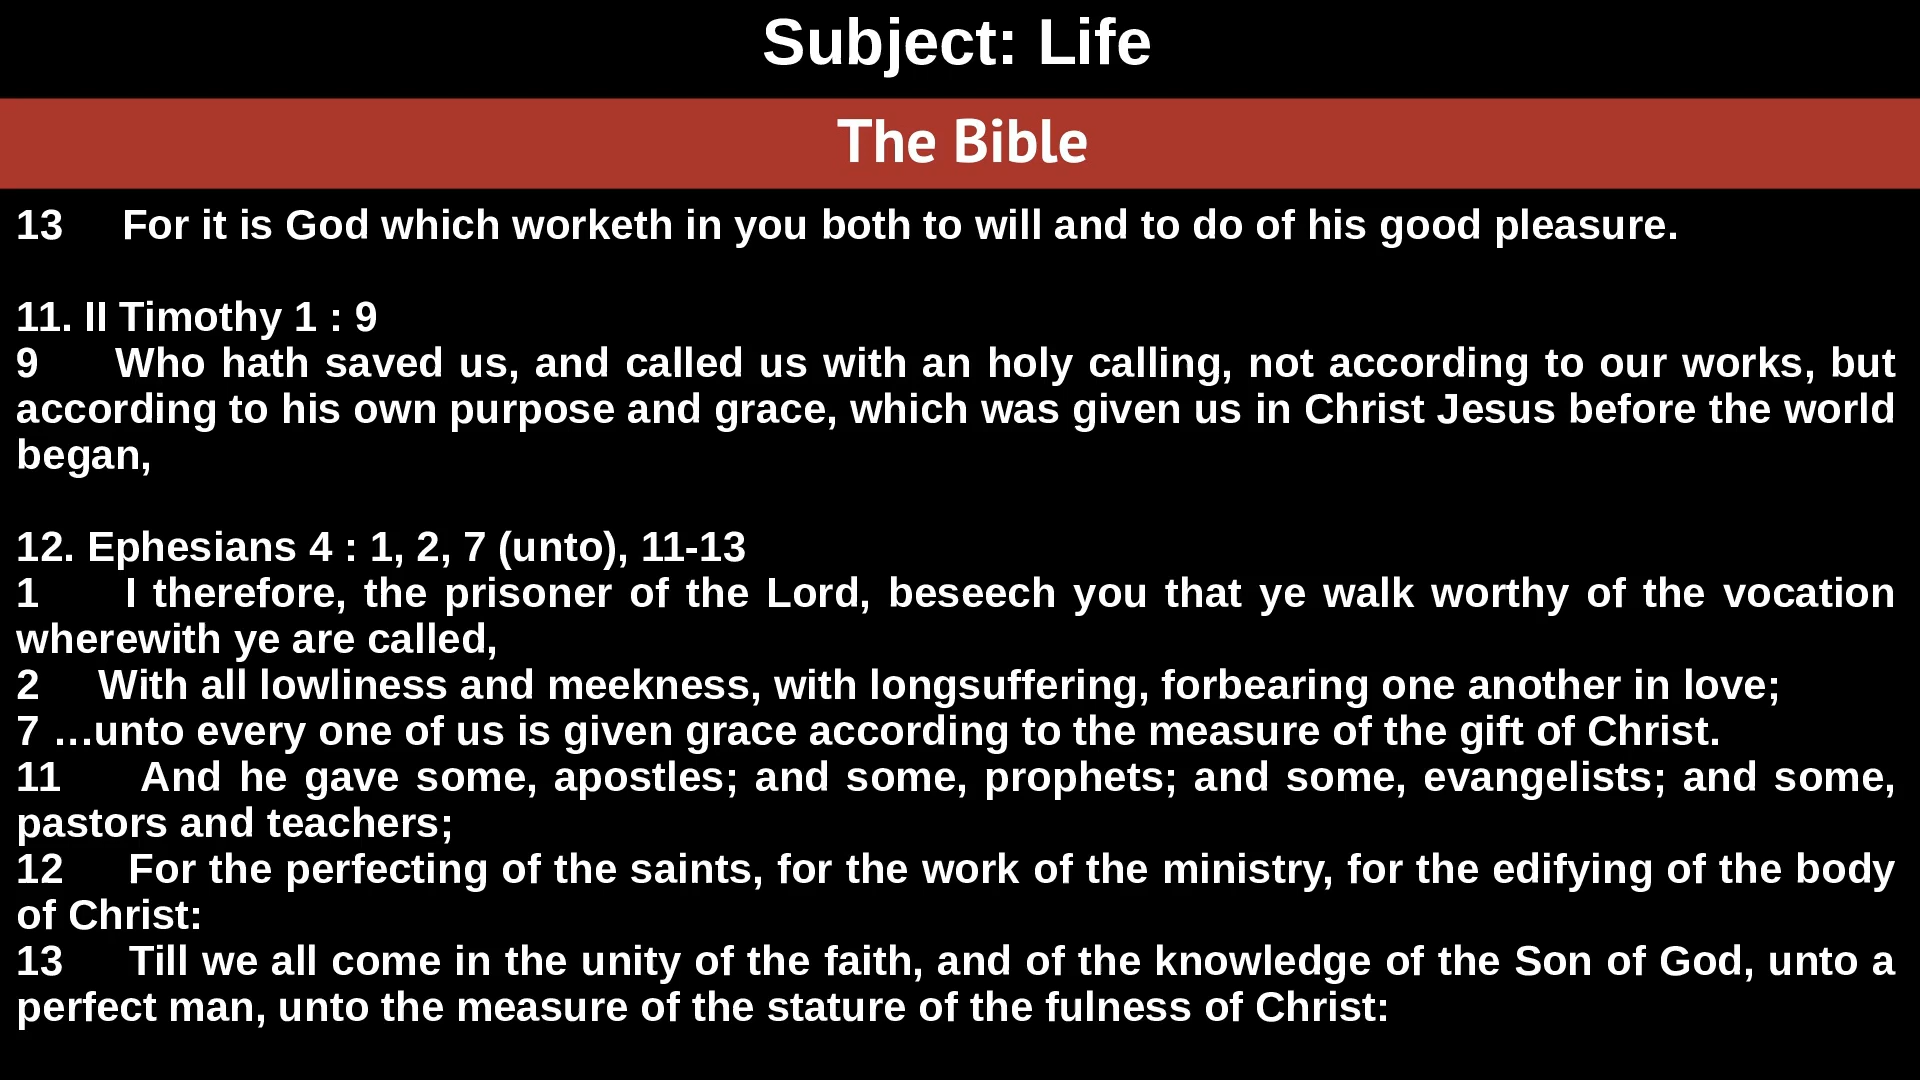 Subject: Life
The Bible
13 For it is God which worketh in you both to will and to do of his good pleasure.
11. II Timothy 1 : 9
9 Who hath saved us, and called us with an holy calling, not according to our works, but
according to his own purpose and grace, which was given us in Christ Jesus before the world
began,
12. Ephesians 4 : 1, 2, 7 (unto), 11-13
1 I therefore, the prisoner of the Lord, beseech you that ye walk worthy of the vocation
wherewith ye are called,
2 With all lowliness and meekness, with longsuffering, forbearing one another in love;
7 …unto every one of us is given grace according to the measure of the gift of Christ.
11 And he gave some, apostles; and some, prophets; and some, evangelists; and some,
pastors and teachers;
12 For the perfecting of the saints, for the work of the ministry, for the edifying of the body
of Christ:
13 Till we all come in the unity of the faith, and of the knowledge of the Son of God, unto a
perfect man, unto the measure of the stature of the fulness of Christ: